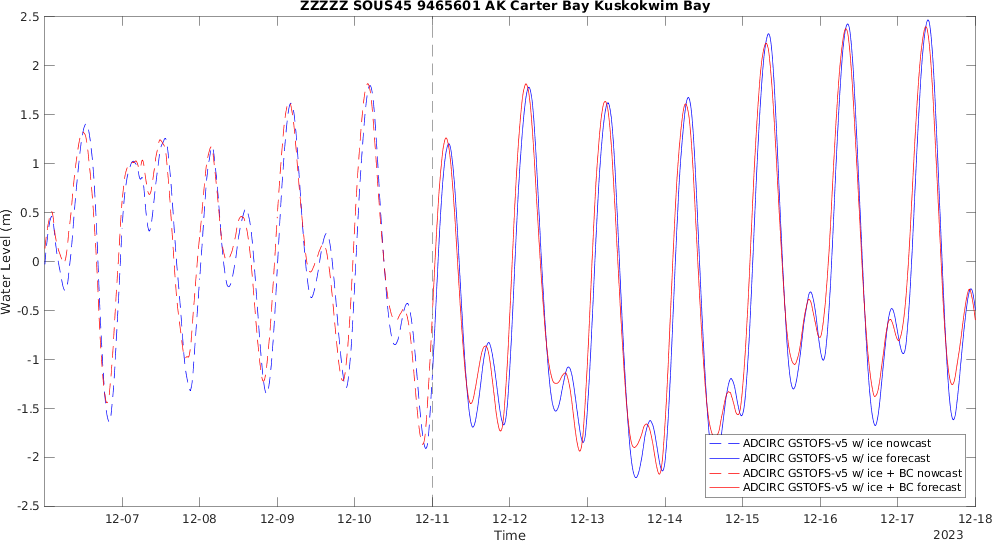 ZZZZZ SOUS45 9465601 AK Carter Bay Kuskokwim Bay
2.5
2
1.5
1
0.5
0
-0.5
-1
-1.5
-2
-2.5
Water Level (m)
12-07 12-08 12-09 12-10 12-11 12-12 12-13 12-14 12-15 12-16 12-17 12-18
Time
2023
ADCIRC GSTOFS-v5 w/ ice nowcast
ADCIRC GSTOFS-v5 w/ ice forecast
ADCIRC GSTOFS-v5 w/ ice + BC nowcast
ADCIRC GSTOFS-v5 w/ ice + BC forecast